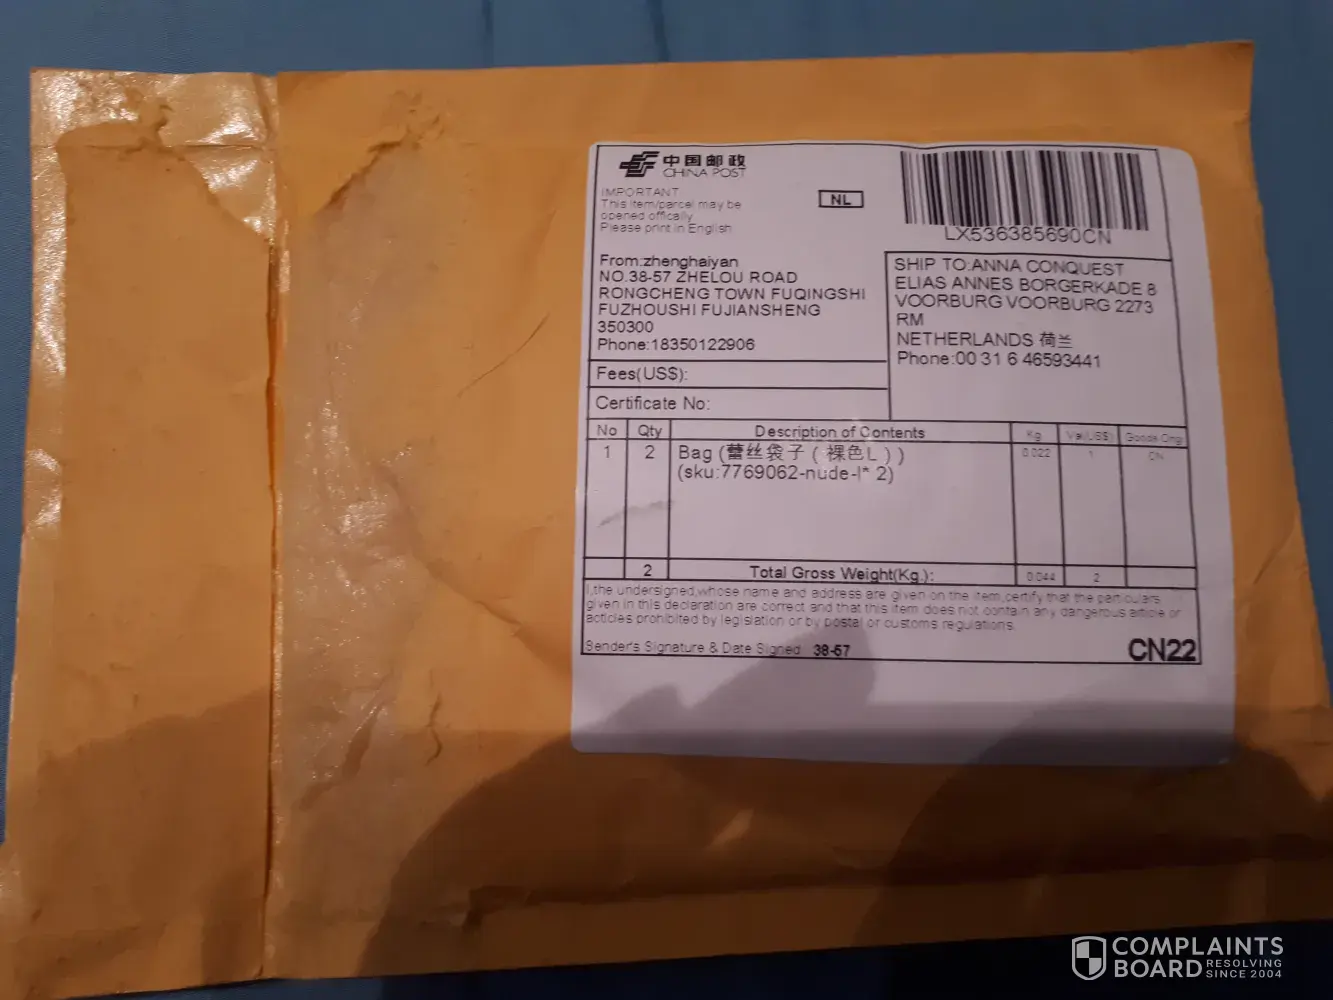 中国邮政
CHINA POST
IMPORTANT
This item/parcel may be
opened officially
Please print in English
NL
LX536385690CN
From:zhenghaiyan
NO.38-57 ZHELOU ROAD
RONGCHENG TOWN FUQINGSHI
FUZHOUSHI FUJIANSHENG
350300
Phone:18350122906
SHIP TO:ANNA CONQUEST
ELIAS ANNES BORGERKADE 8
VOORBURG VOORBURG 2273
RM
NETHERLANDS 荷兰
Phone:00 31 6 46593441
Fees(US$):
Certificate No:
No Qty Description of Contents Kg Val(US$) Goods Orig
1 2 Bag (蕾丝袋子 ( 裸色L ) ) 0.022 1 CN
(sku:7769062-nude-l* 2)
2 Total Gross Weight(Kg.): 0.044 2
I,the undersigned,whose name and address are given on the item,certify that the particulars
given in this declaration are correct and that this item does not contain any dangerous article or
articles prohibited by legislation or by postal or customs regulations.
Sender's Signature & Date Signed 38-57
CN22
COMPLAINTS
BOARD RESOLVING
SINCE 2004